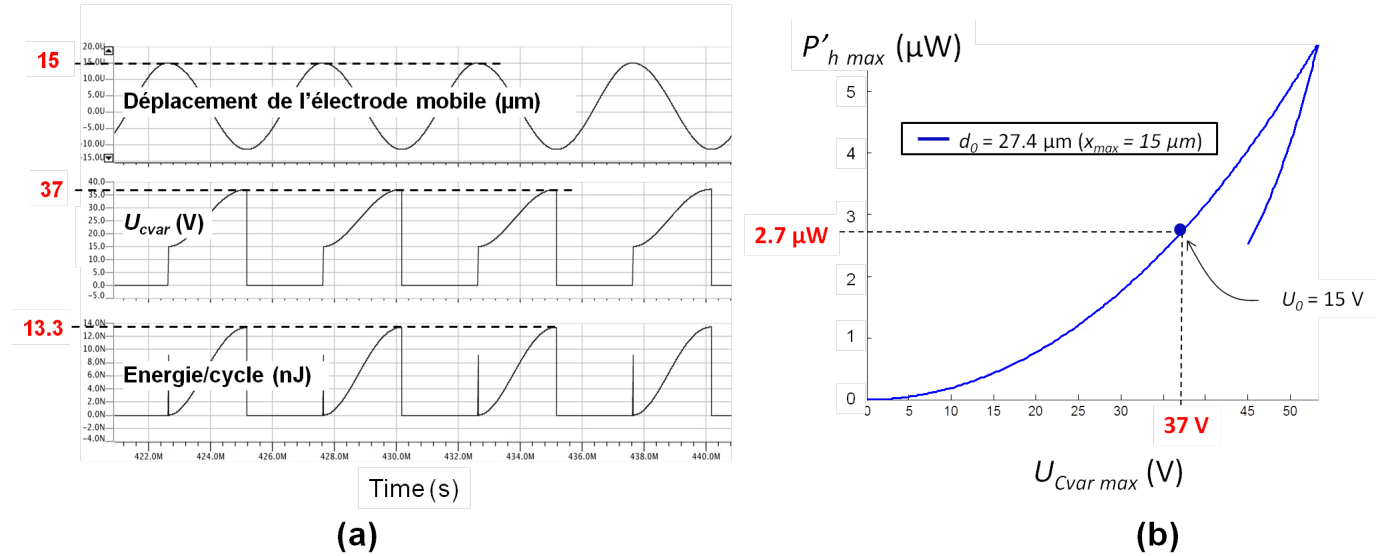 15
20.0U
15.0U
10.0U
5.0U
0.0U
-5.0U
-10.0U
-15.0U
Déplacement de l'électrode mobile (µm)
37
40.0
35.0
30.0
25.0
20.0
15.0
10.0
5.0
0.0
-5.0
Ucvar (V)
13.3
14.0N
12.0N
10.0N
8.0N
6.0N
4.0N
2.0N
0.0N
-2.0N
-4.0N
Energie/cycle (nJ)
422.0M 424.0M 426.0M 428.0M 430.0M 432.0M 434.0M 436.0M 438.0M 440.0M
Time (s)
(a)
P'h max (µW)
5
4
3
2
1
0
d0 = 27.4 µm (xmax = 15 µm)
2.7 µW
U0 = 15 V
0 5 10 15 20 25 30 35 45 50
37 V
UCvar max (V)
(b)